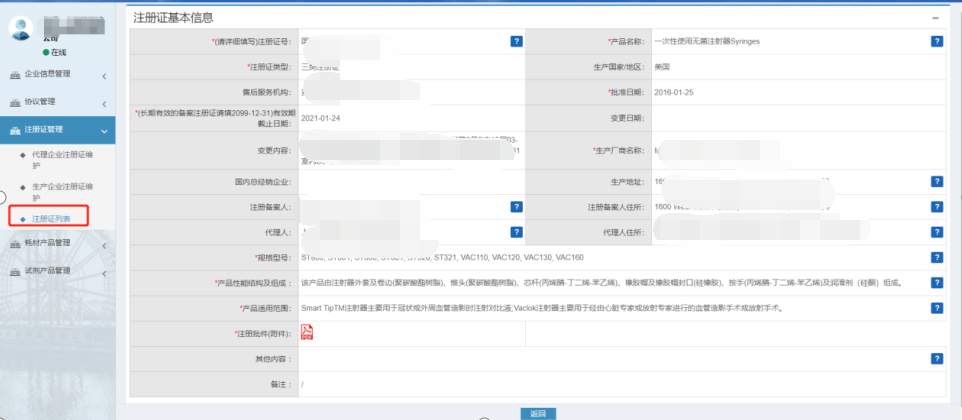 公司
在线
企业信息管理
协议管理
注册证管理
代理企业注册证维
护
生产企业注册证维
护
注册证列表
耗材产品管理
试剂产品管理
注册证基本信息
*(请详细填写)注册证号：
国
*产品名称：
一次性使用无菌注射器Syringes
*注册证类型：
三类注册证
生产国家/地区：
美国
售后服务机构：
*批准日期：
2016-01-25
*(长期有效的备案注册证请填2099-12-31)有效期
截止日期：
2021-01-24
变更日期：
变更内容：
*生产厂商名称：
M
国内总经销企业：
生产地址：
注册备案人：
注册备案人住所：
1600
代理人：
代理人住所：
*规格型号：
ST321, VAC110, VAC120, VAC130, VAC160
*产品性能结构及组成：
该产品由注射器外套及卷边(聚碳酸酯树脂)、锥头(聚碳酸酯树脂)、芯杆(丙烯腈-丁二烯-苯乙烯)、橡胶帽及橡胶帽封口(硅橡胶)、按手(丙烯腈-丁二烯-苯乙烯)及润滑剂（硅酮）组成。
*产品适用范围：
Smart TipTM注射器主要用于冠状或外周血管造影时注射对比液;Vaclok注射器主要用于经由心脏专家或放射专家进行的血管造影手术或放射手术。
*注册批件(附件)：
其他内容：
备注：
/
返回